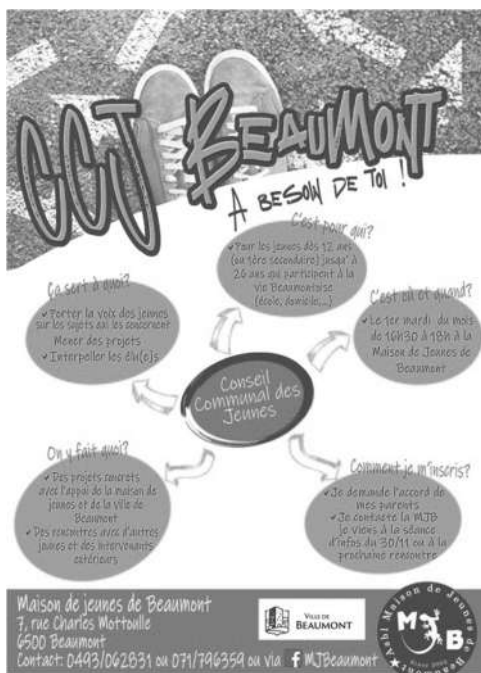 CCJ BEAUMONT
A BESOIN DE TOI !
C'est pour qui?
✓Pour les jeunes dès 12 ans
(ou 1ère secondaire) jusqu'à
26 ans qui participent à la
vie Beaumontoise
(école, domicile,...)
Ça sert à quoi?
✓ Porter la voix des jeunes
sur les sujets qui les concernent
Mener des projets
✓ Interpeller les élu(e)s
C'est où et quand?
✓ Le 1er mardi du mois
de 16h30 à 18h à la
Maison de Jeunes de
Beaumont
Conseil
Communal des
Jeunes
On y fait quoi?
✓ Des projets concrets
avec l'appui de la maison de
jeunes et de la Ville de
Beaumont
✓ Des rencontres avec d'autres
jeunes et des intervenants
extérieurs
Comment je m'inscris?
✓Je demande l'accord de
mes parents
✓ Je contacte la MJB
je viens à la séance
d'infos du 30/11 ou à la
prochaine rencontre
Maison de jeunes de Beaumont
7, rue Charles Mottoulle
6500 Beaumont
Contact: 0493/062831 ou 071/796359 ou via f MJBeaumont
VILLE DE
BEAUMONT
Asbl Maison de Jeunes de Beaumont
MJB